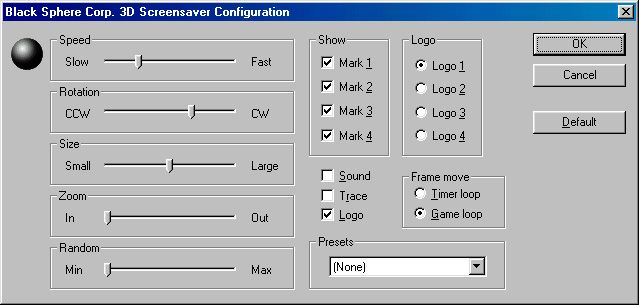 Black Sphere Corp. 3D Screensaver Configuration
Speed
Slow Fast
Rotation
CCW CW
Size
Small Large
Zoom
In Out
Random
Min Max
Show
Mark 1
Mark 2
Mark 3
Mark 4
Logo
Logo 1
Logo 2
Logo 3
Logo 4
Sound
Trace
Logo
Frame move
Timer loop
Game loop
Presets
(None)
OK
Cancel
Default